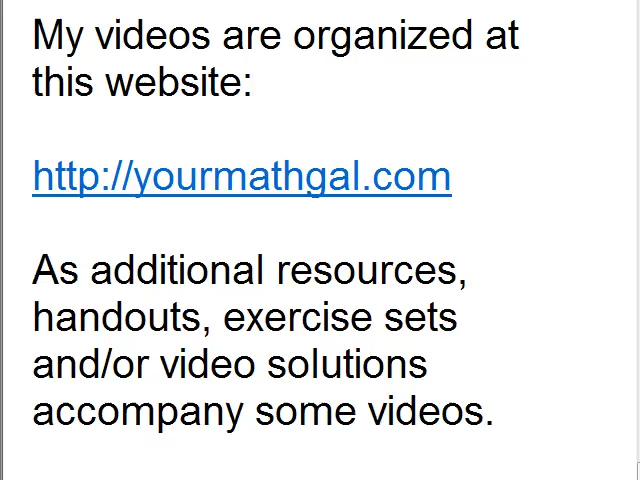 My videos are organized at
this website:
http://yourmathgal.com
As additional resources,
handouts, exercise sets
and/or video solutions
accompany some videos.